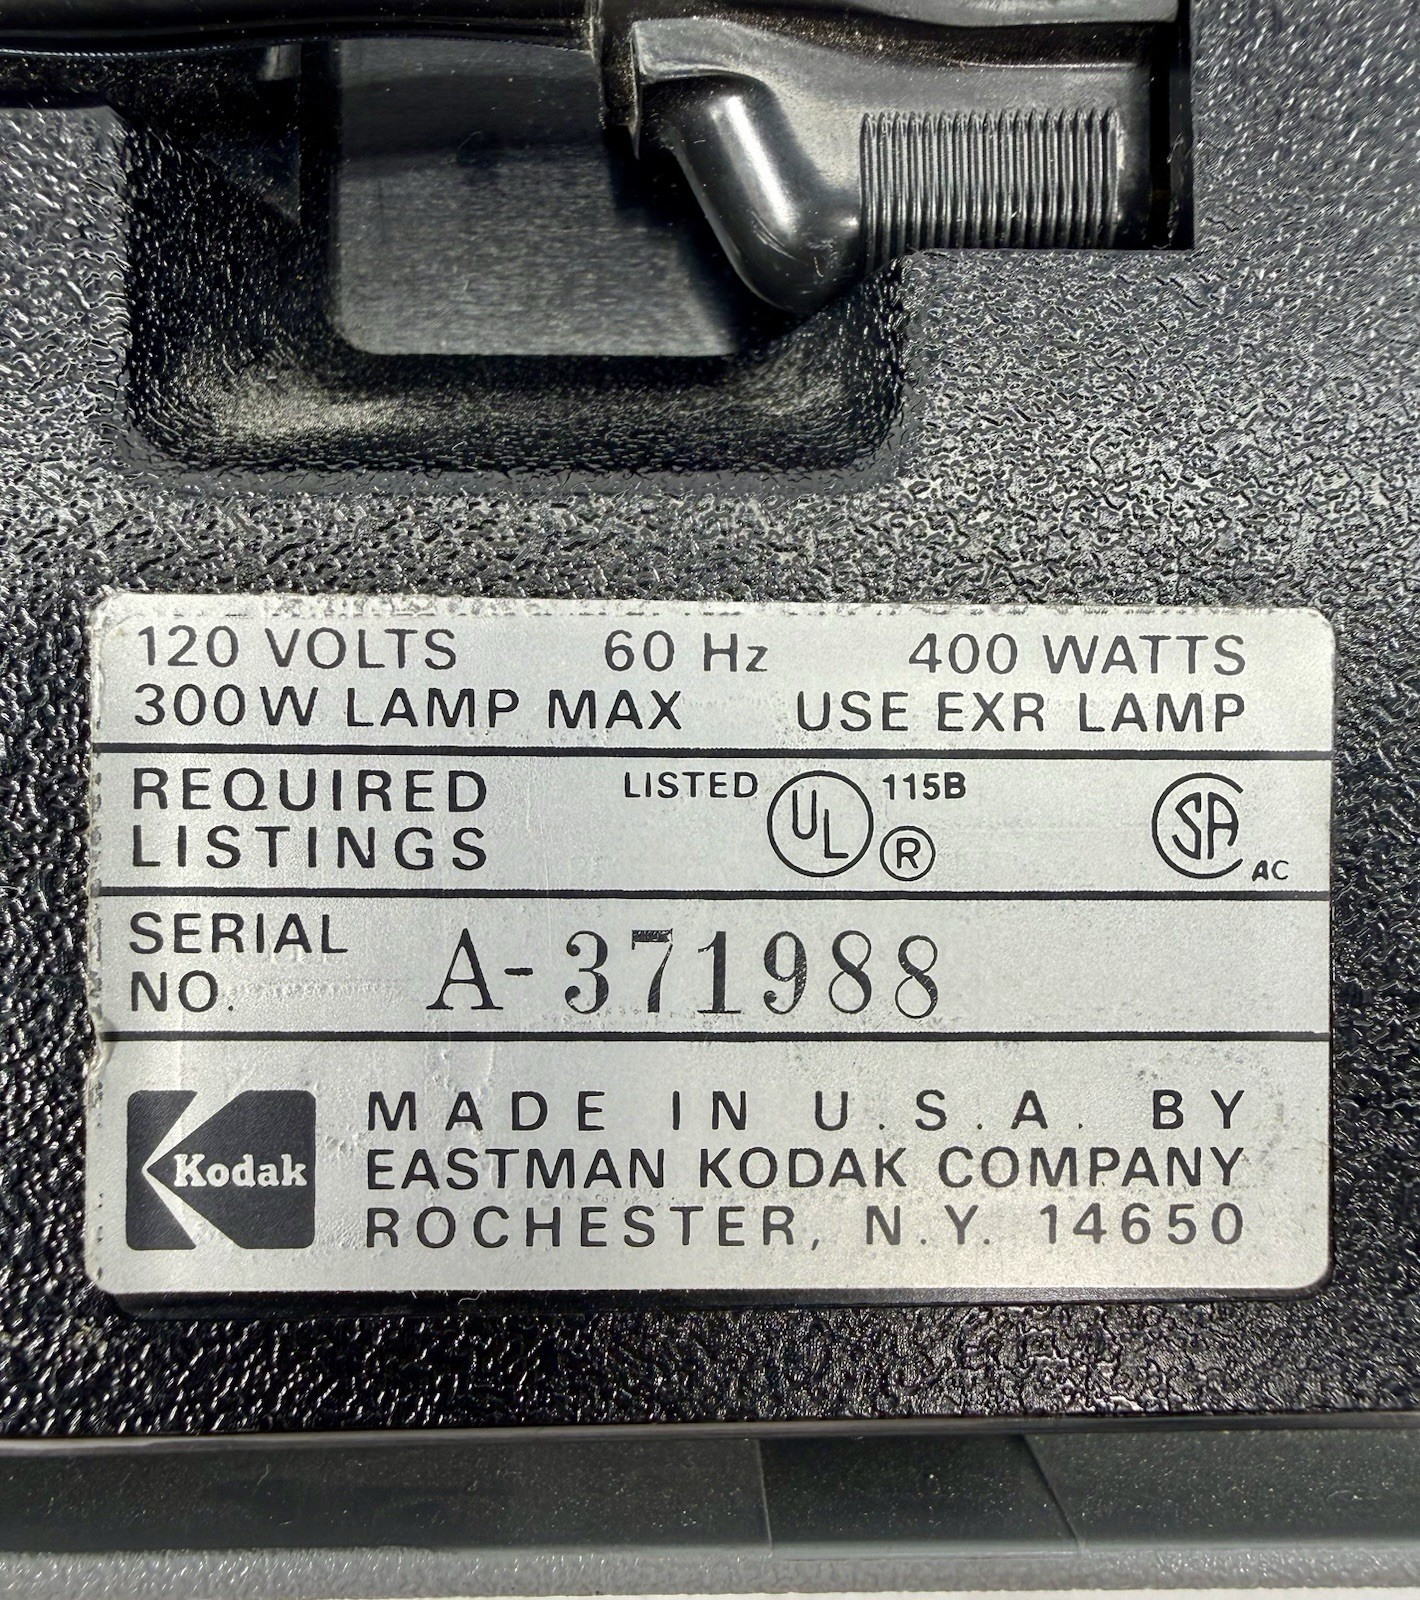 120 VOLTS 60 Hz 400 WATTS
300W LAMP MAX USE EXR LAMP
REQUIRED LISTINGS
LISTED UL 115B ®
SA AC
SERIAL NO. A-371988
Kodak
MADE IN U.S.A. BY
EASTMAN KODAK COMPANY
ROCHESTER, N.Y. 14650